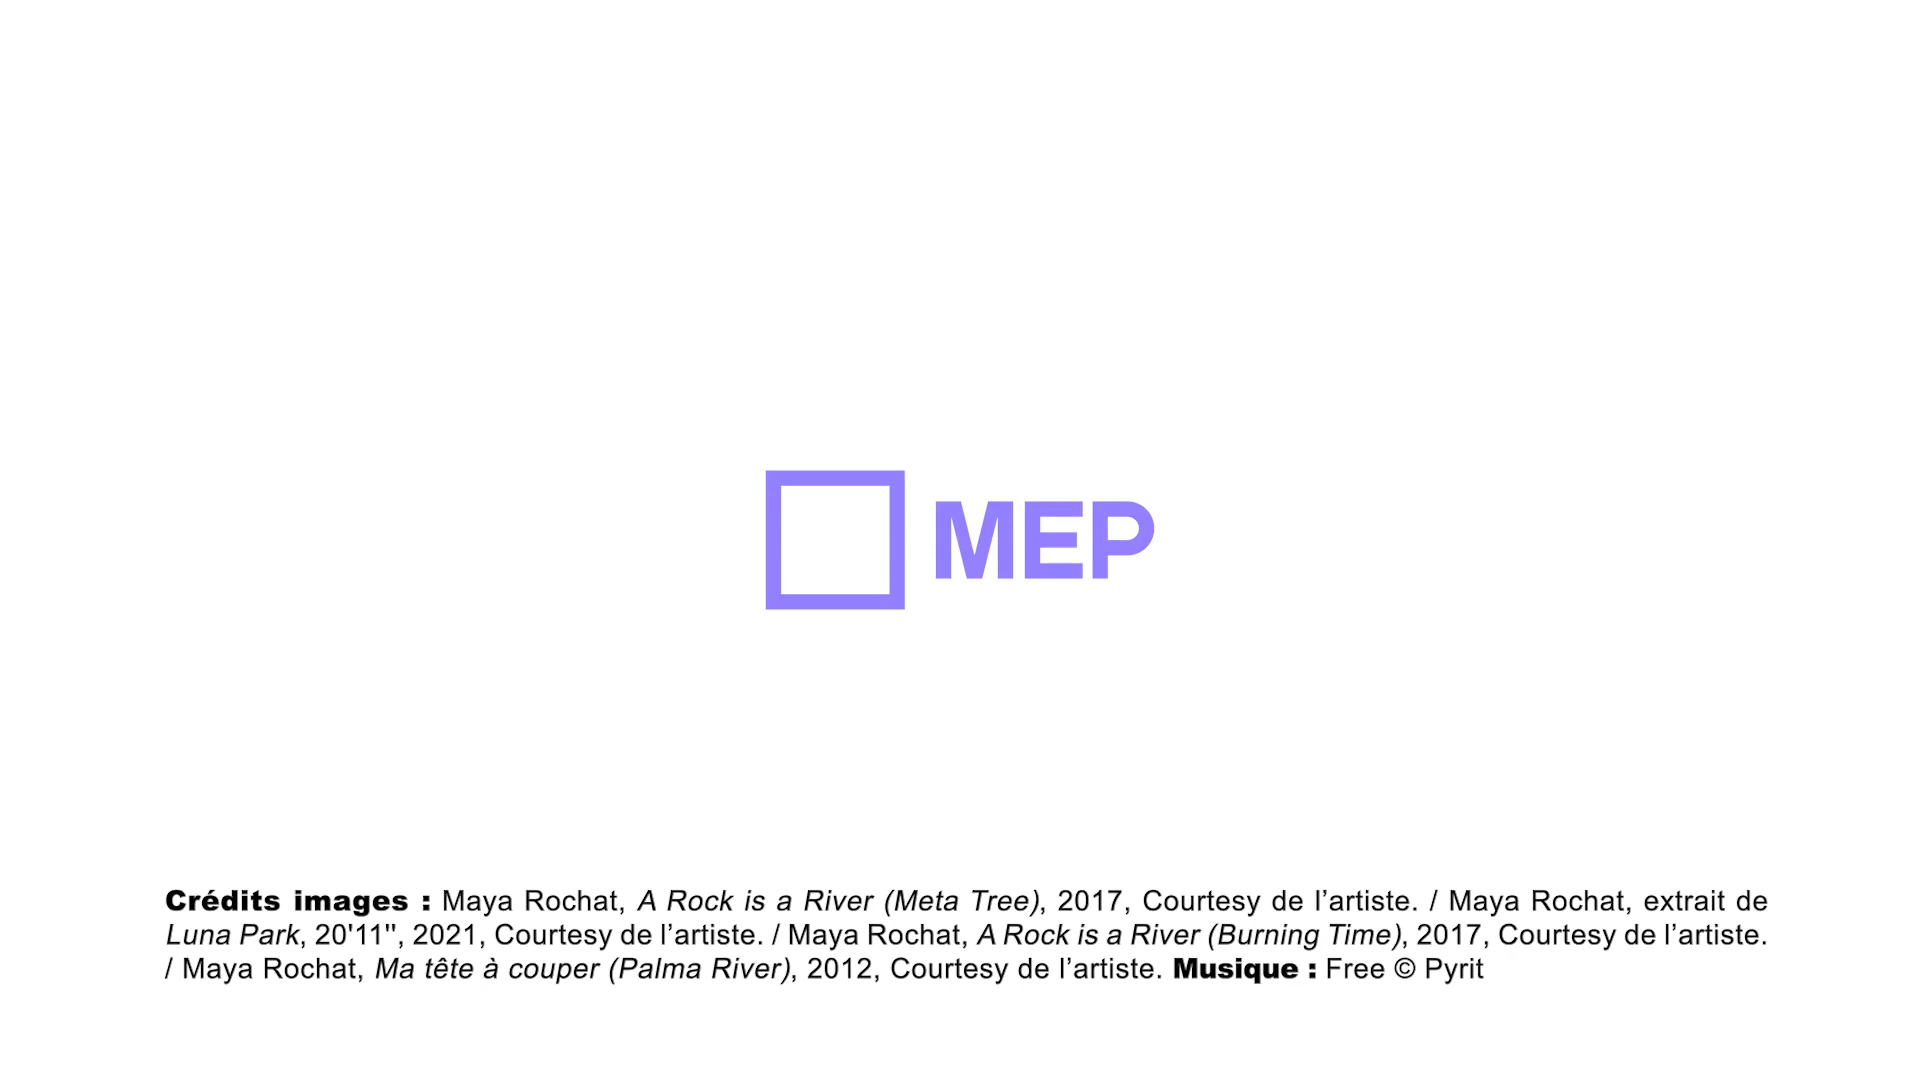 MEP
Crédits images : Maya Rochat, A Rock is a River (Meta Tree), 2017, Courtesy de l’artiste. / Maya Rochat, extrait de
Luna Park, 20'11'', 2021, Courtesy de l’artiste. / Maya Rochat, A Rock is a River (Burning Time), 2017, Courtesy de l’artiste.
/ Maya Rochat, Ma tête à couper (Palma River), 2012, Courtesy de l’artiste. Musique : Free © Pyrit